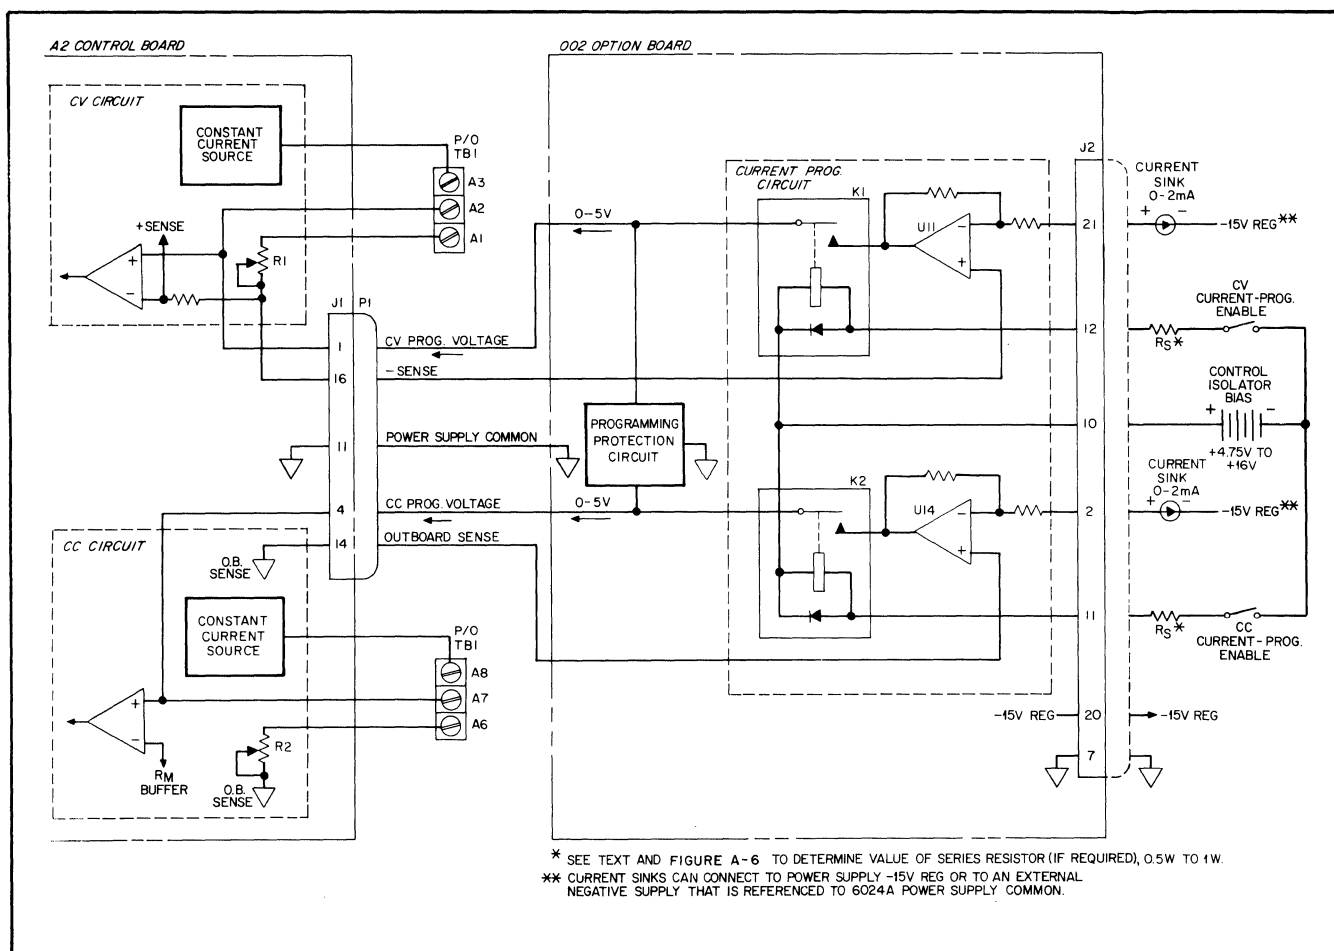 A2 CONTROL BOARD
CV CIRCUIT
CONSTANT
CURRENT
SOURCE
P/O
TB1
A3
A2
A1
+SENSE
+
−
R1
J1 P1
1
16
11
4
14
CV PROG. VOLTAGE
−SENSE
POWER SUPPLY COMMON
CC PROG. VOLTAGE
OUTBOARD SENSE
CC CIRCUIT
O.B.
SENSE
CONSTANT
CURRENT
SOURCE
P/O
TB1
A8
A7
A6
+
−
RM
BUFFER
R2
O.B.
SENSE
002 OPTION BOARD
0-5V
PROGRAMMING
PROTECTION
CIRCUIT
0-5V
CURRENT PROG.
CIRCUIT
K1
U11
−
+
K2
U14
−
+
J2
21
12
10
2
11
20
7
CURRENT
SINK
0-2mA
+ −
-15V REG**
CV
CURRENT-PROG.
ENABLE
RS*
CONTROL
ISOLATOR
BIAS
+ −
+4.75V TO
+16V
CURRENT
SINK
0-2mA
+ −
-15V REG**
RS*
CC
CURRENT-PROG.
ENABLE
-15V REG
-15V REG
* SEE TEXT AND FIGURE A-6 TO DETERMINE VALUE OF SERIES RESISTOR (IF REQUIRED), 0.5W TO 1W.
** CURRENT SINKS CAN CONNECT TO POWER SUPPLY -15V REG OR TO AN EXTERNAL
NEGATIVE SUPPLY THAT IS REFERENCED TO 6024A POWER SUPPLY COMMON.